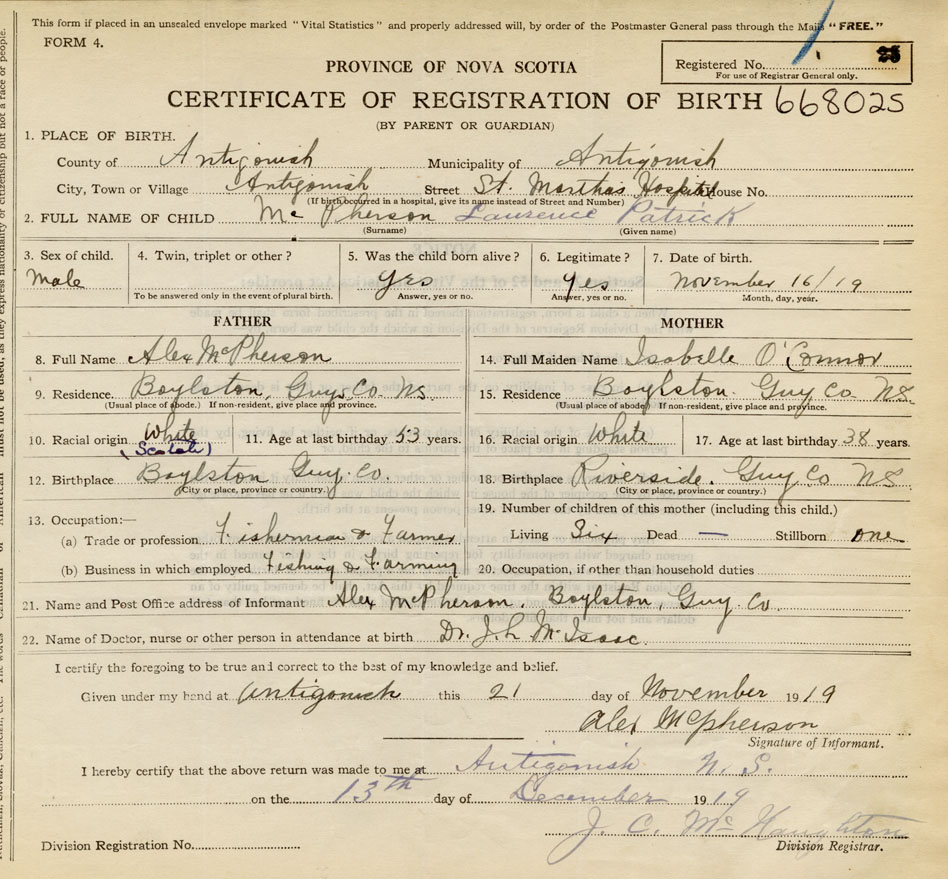 This form if placed in an unsealed envelope marked "Vital Statistics" and properly addressed will, by order of the Postmaster General pass through the Mails "FREE."
FORM 4.
Registered No.
For use of Registrar General only.
PROVINCE OF NOVA SCOTIA
CERTIFICATE OF REGISTRATION OF BIRTH 668025
(BY PARENT OR GUARDIAN)
1. PLACE OF BIRTH.
County of Antigonish Municipality of Antigonish
City, Town or Village Antigonish Street St. Martha's Hospital House No.
(If birth occurred in a hospital, give its name instead of Street and Number)
2. FULL NAME OF CHILD Mc Pherson Laurence Patrick
(Surname) (Given name)
3. Sex of child. 4. Twin, triplet or other? 5. Was the child born alive? 6. Legitimate? 7. Date of birth.
Male Yes Yes November 16/19
To be answered only in the event of plural birth. Answer, yes or no. Answer, yes or no. Month, day, year.
FATHER MOTHER
8. Full Name Alex McPherson 14. Full Maiden Name Isabelle O'Connor
9. Residence. Boylston, Guys Co. NS 15. Residence Boylston. Guy Co NS.
(Usual place of abode.) If non-resident, give place and province. (Usual place of abode) If non-resident, give place and province.
10. Racial origin White 11. Age at last birthday 53 years. 16. Racial origin White 17. Age at last birthday 38 years.
(Scotch)
12. Birthplace Boylston Guy. Co. 18. Birthplace Riverside. Guy Co NS.
(City or place, province or country.) (City or place, province or country.)
13. Occupation:— 19. Number of children of this mother (including this child.)
(a) Trade or profession Fisherman & Farmer Living Six Dead — Stillborn one
(b) Business in which employed Fishing & Farming 20. Occupation, if other than household duties
21. Name and Post Office address of Informant Alex McPherson. Boylston, Guy. Co.
22. Name of Doctor, nurse or other person in attendance at birth Dr. J. L McIsaac.
I certify the foregoing to be true and correct to the best of my knowledge and belief.
Given under my hand at Antigonish this 21 day of November 1919
Alex McPherson
Signature of Informant.
I hereby certify that the above return was made to me at Antigonish N. S.
on the 13th day of December 1919
J. C. McNaughton
Division Registration No. Division Registrar.